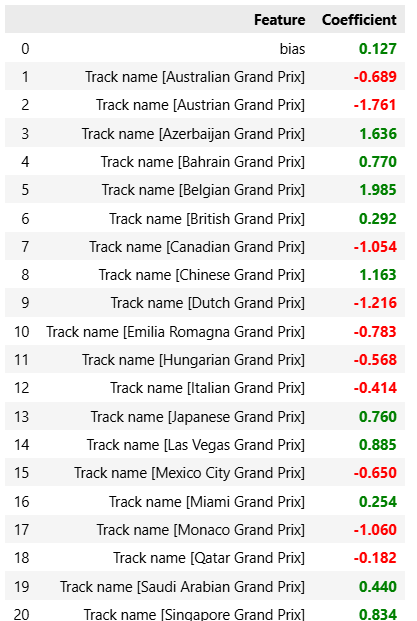 Feature Coefficient
0 bias 0.127
1 Track name [Australian Grand Prix] -0.689
2 Track name [Austrian Grand Prix] -1.761
3 Track name [Azerbaijan Grand Prix] 1.636
4 Track name [Bahrain Grand Prix] 0.770
5 Track name [Belgian Grand Prix] 1.985
6 Track name [British Grand Prix] 0.292
7 Track name [Canadian Grand Prix] -1.054
8 Track name [Chinese Grand Prix] 1.163
9 Track name [Dutch Grand Prix] -1.216
10 Track name [Emilia Romagna Grand Prix] -0.783
11 Track name [Hungarian Grand Prix] -0.568
12 Track name [Italian Grand Prix] -0.414
13 Track name [Japanese Grand Prix] 0.760
14 Track name [Las Vegas Grand Prix] 0.885
15 Track name [Mexico City Grand Prix] -0.650
16 Track name [Miami Grand Prix] 0.254
17 Track name [Monaco Grand Prix] -1.060
18 Track name [Qatar Grand Prix] -0.182
19 Track name [Saudi Arabian Grand Prix] 0.440
20 Track name [Singapore Grand Prix] 0.834